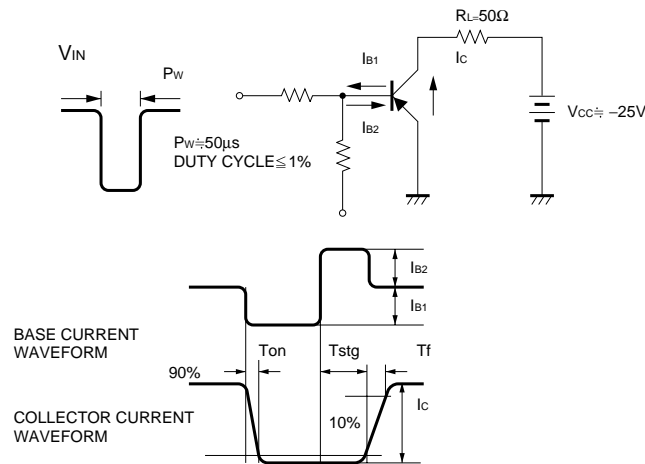 RL=50Ω
VIN
PW
IB1
IC
IB2
VCC≒ −25V
PW≒50μs
DUTY CYCLE≦1%
IB2
IB1
BASE CURRENT
WAVEFORM
Ton
Tstg
Tf
90%
IC
10%
COLLECTOR CURRENT
WAVEFORM